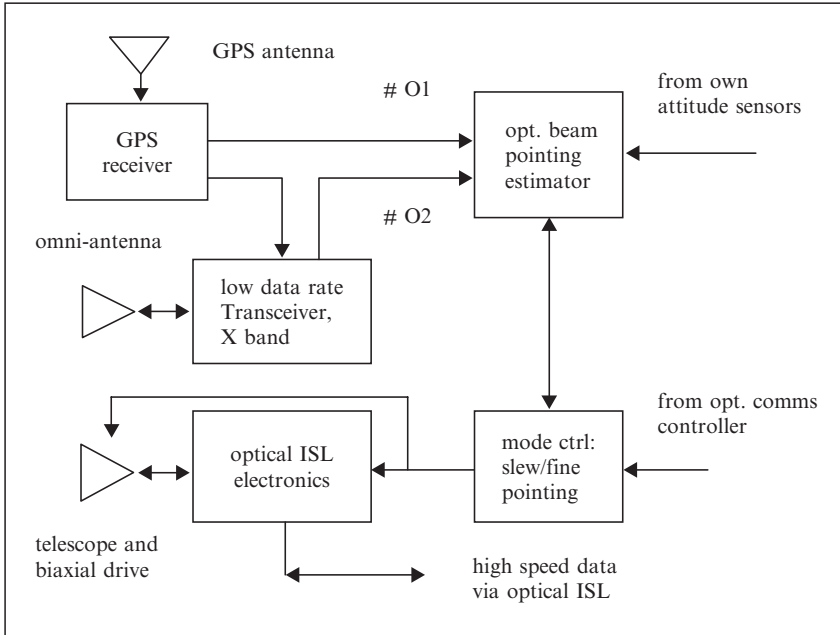 GPS antenna
# O1
from own
attitude sensors
GPS
receiver
opt. beam
pointing
estimator
# O2
omni-antenna
low data rate
Transceiver,
X band
from opt. comms
controller
optical ISL
electronics
mode ctrl:
slew/fine
pointing
telescope and
biaxial drive
high speed data
via optical ISL